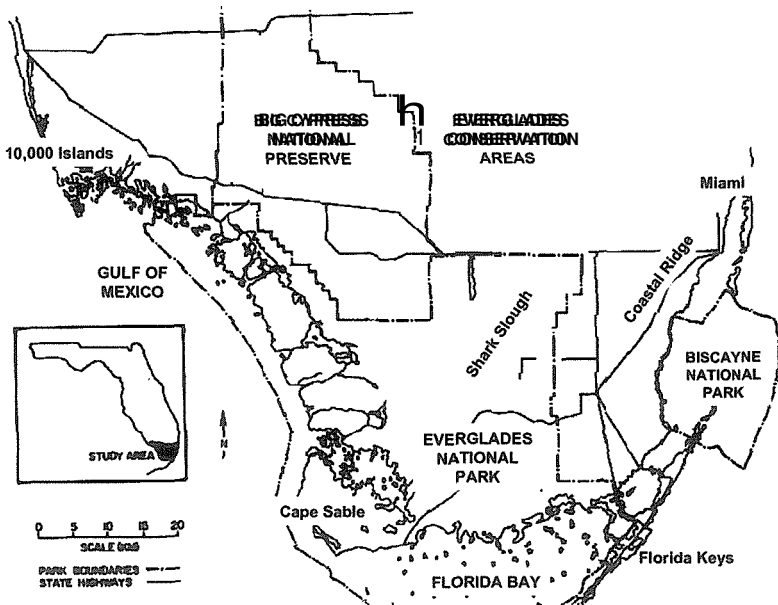 BIG CYPRESS
NATIONAL
PRESERVE
EVERGLADES
CONSERVATION
AREAS
10,000 Islands
Miami
GULF OF
MEXICO
Coastal Ridge
Shark Slough
BISCAYNE
NATIONAL
PARK
STUDY AREA
N
EVERGLADES
NATIONAL
PARK
Cape Sable
0 5 10 15 20
SCALE
PARK BOUNDARIES
STATE HIGHWAYS
FLORIDA BAY
Florida Keys